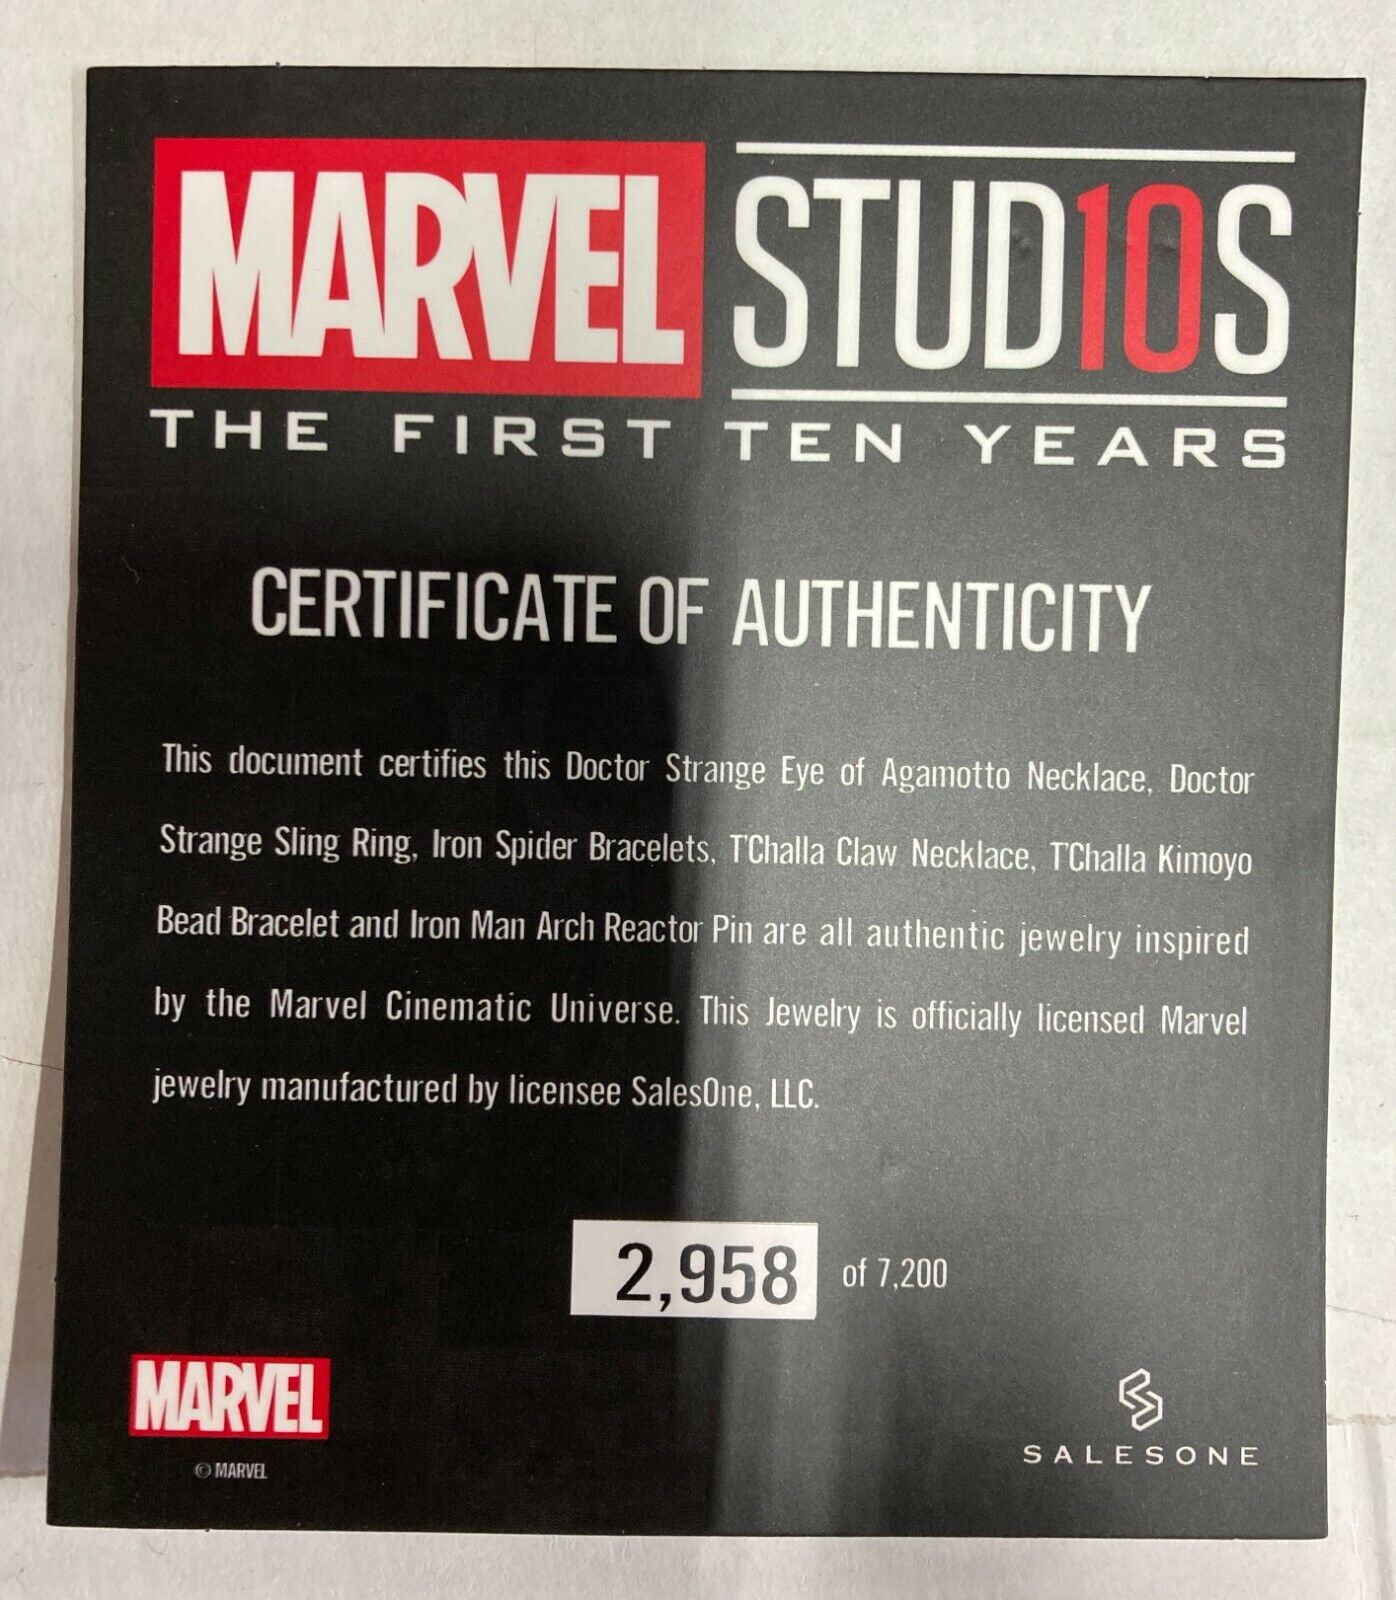 MARVEL STUD10S
THE FIRST TEN YEARS
CERTIFICATE OF AUTHENTICITY
This document certifies this Doctor Strange Eye of Agamotto Necklace, Doctor
Strange Sling Ring, Iron Spider Bracelets, T'Challa Claw Necklace, T'Challa Kimoyo
Bead Bracelet and Iron Man Arch Reactor Pin are all authentic jewelry inspired
by the Marvel Cinematic Universe. This Jewelry is officially licensed Marvel
jewelry manufactured by licensee SalesOne, LLC.
2,958 of 7,200
MARVEL
© MARVEL
SALESONE